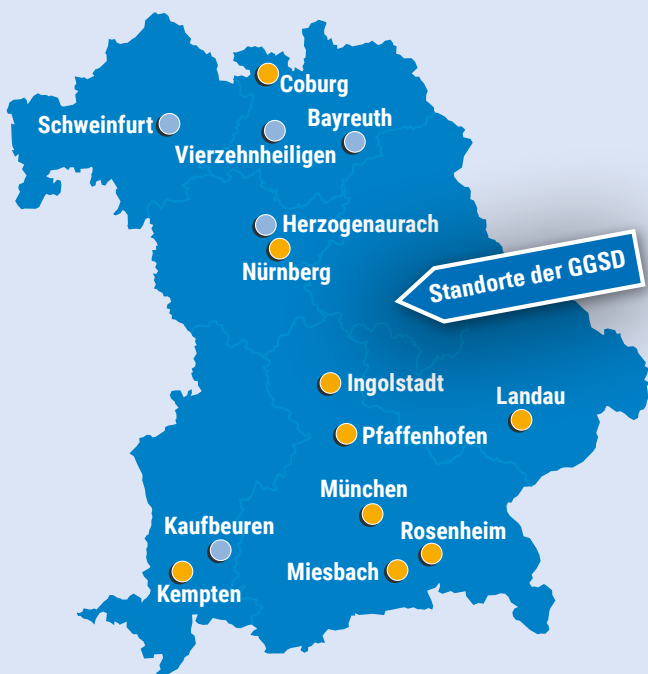 Coburg
Schweinfurt
Bayreuth
Vierzehnheiligen
Herzogenaurach
Nürnberg
Standorte der GGSD
Ingolstadt
Landau
Pfaffenhofen
München
Kaufbeuren
Rosenheim
Miesbach
Kempten